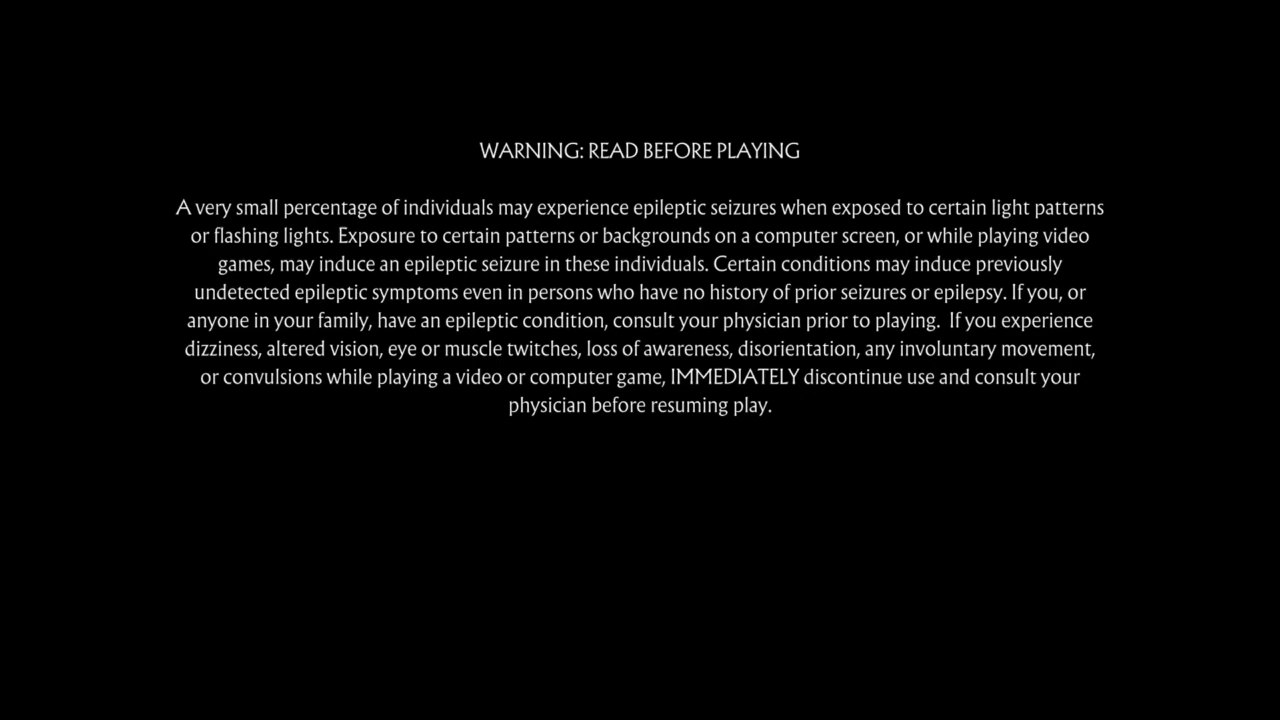 WARNING: READ BEFORE PLAYING
A very small percentage of individuals may experience epileptic seizures when exposed to certain light patterns
or flashing lights. Exposure to certain patterns or backgrounds on a computer screen, or while playing video
games, may induce an epileptic seizure in these individuals. Certain conditions may induce previously
undetected epileptic symptoms even in persons who have no history of prior seizures or epilepsy. If you, or
anyone in your family, have an epileptic condition, consult your physician prior to playing.  If you experience
dizziness, altered vision, eye or muscle twitches, loss of awareness, disorientation, any involuntary movement,
or convulsions while playing a video or computer game, IMMEDIATELY discontinue use and consult your
physician before resuming play.